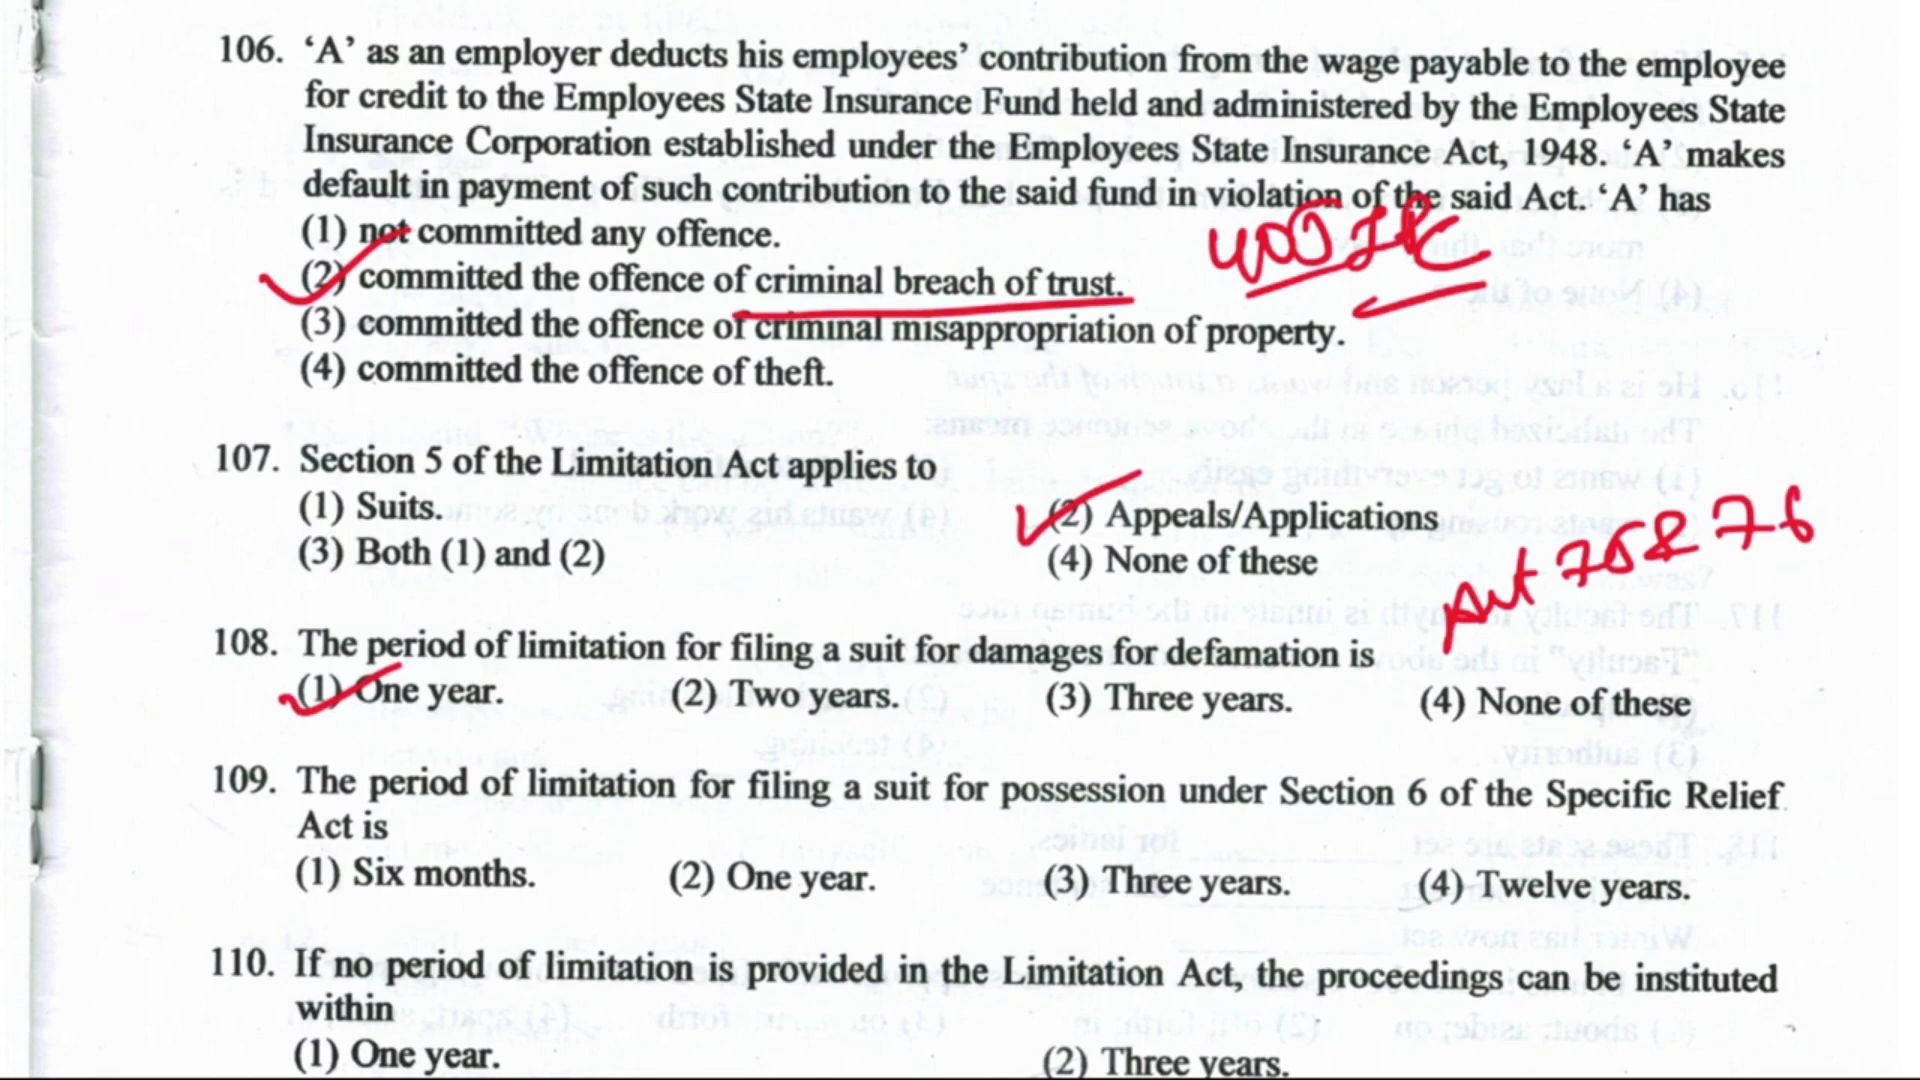 106. ‘A’ as an employer deducts his employees’ contribution from the wage payable to the employee
for credit to the Employees State Insurance Fund held and administered by the Employees State
Insurance Corporation established under the Employees State Insurance Act, 1948. ‘A’ makes
default in payment of such contribution to the said fund in violation of the said Act. ‘A’ has
(1) not committed any offence.
(2) committed the offence of criminal breach of trust.
(3) committed the offence of criminal misappropriation of property.
(4) committed the offence of theft.
107. Section 5 of the Limitation Act applies to
(1) Suits. (2) Appeals/Applications
(3) Both (1) and (2) (4) None of these
Art 75 & 76
108. The period of limitation for filing a suit for damages for defamation is
(1) One year. (2) Two years. (3) Three years. (4) None of these
109. The period of limitation for filing a suit for possession under Section 6 of the Specific Relief
Act is
(1) Six months. (2) One year. (3) Three years. (4) Twelve years.
110. If no period of limitation is provided in the Limitation Act, the proceedings can be instituted
within
(1) One year. (2) Three years.